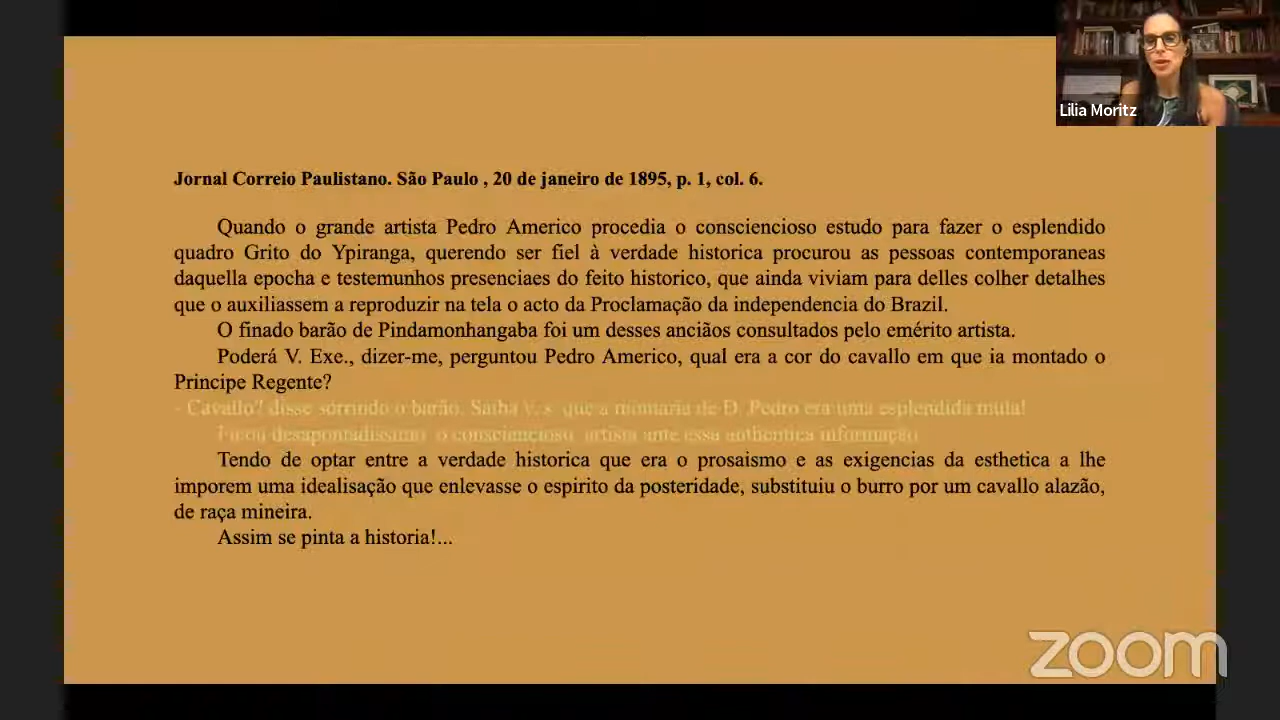 Lilia Moritz
Jornal Correio Paulistano. São Paulo , 20 de janeiro de 1895, p. 1, col. 6.
Quando o grande artista Pedro Americo procedia o consciencioso estudo para fazer o esplendido
quadro Grito do Ypiranga, querendo ser fiel à verdade historica procurou as pessoas contemporaneas
daquella epocha e testemunhos presenciaes do feito historico, que ainda viviam para delles colher detalhes
que o auxiliassem a reproduzir na tela o acto da Proclamação da independencia do Brazil.
O finado barão de Pindamonhangaba foi um desses anciãos consultados pelo emérito artista.
Poderá V. Exe., dizer-me, perguntou Pedro Americo, qual era a cor do cavallo em que ia montado o
Principe Regente?
- Cavallo? disse sorrindo o barão. Saiba v. s. que a montaria de D. Pedro era uma esplendida mula!
Ficou desapontadissimo o consciencioso artista ante essa authentica informação
Tendo de optar entre a verdade historica que era o prosaismo e as exigencias da esthetica a lhe
imporem uma idealisação que enlevasse o espirito da posteridade, substituiu o burro por um cavallo alazão,
de raça mineira.
Assim se pinta a historia!...
zoom